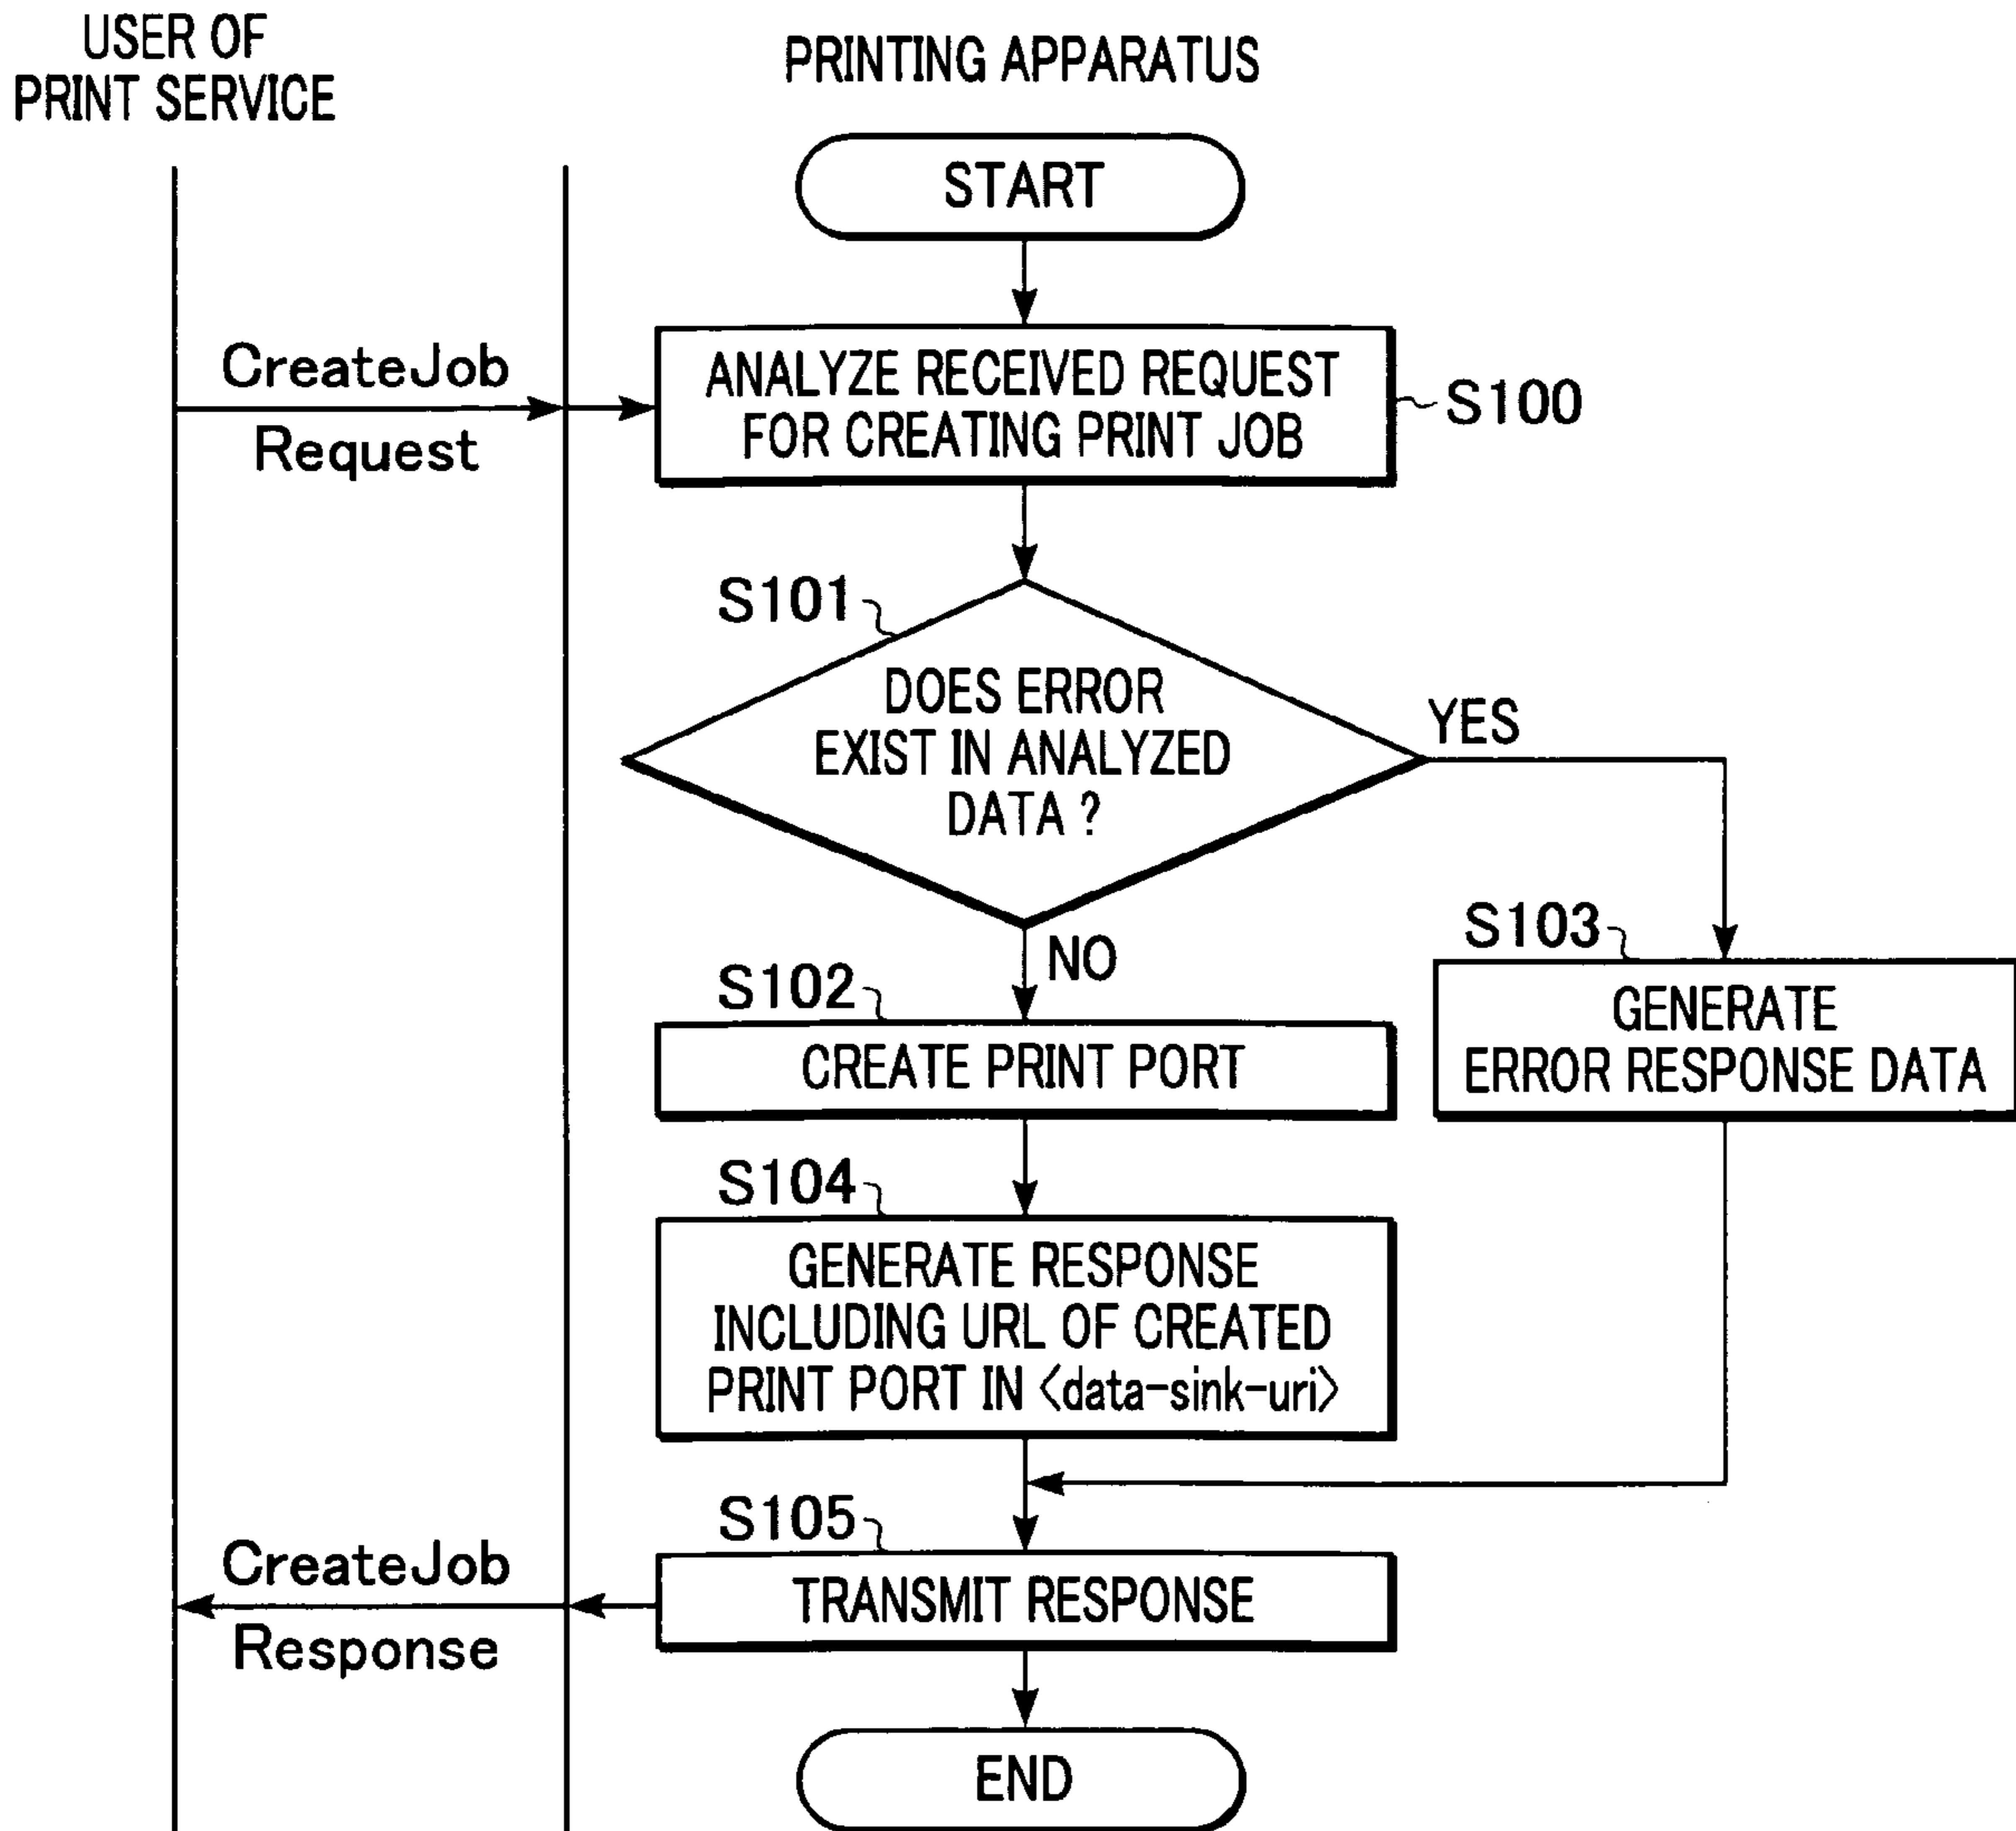 USER OF
PRINT SERVICE
PRINTING APPARATUS
START
CreateJob
Request
ANALYZE RECEIVED REQUEST
FOR CREATING PRINT JOB
S100
S101
DOES ERROR
EXIST IN ANALYZED
DATA ?
YES
NO
S102
CREATE PRINT PORT
S103
GENERATE
ERROR RESPONSE DATA
S104
GENERATE RESPONSE
INCLUDING URL OF CREATED
PRINT PORT IN <data-sink-uri>
S105
TRANSMIT RESPONSE
CreateJob
Response
END